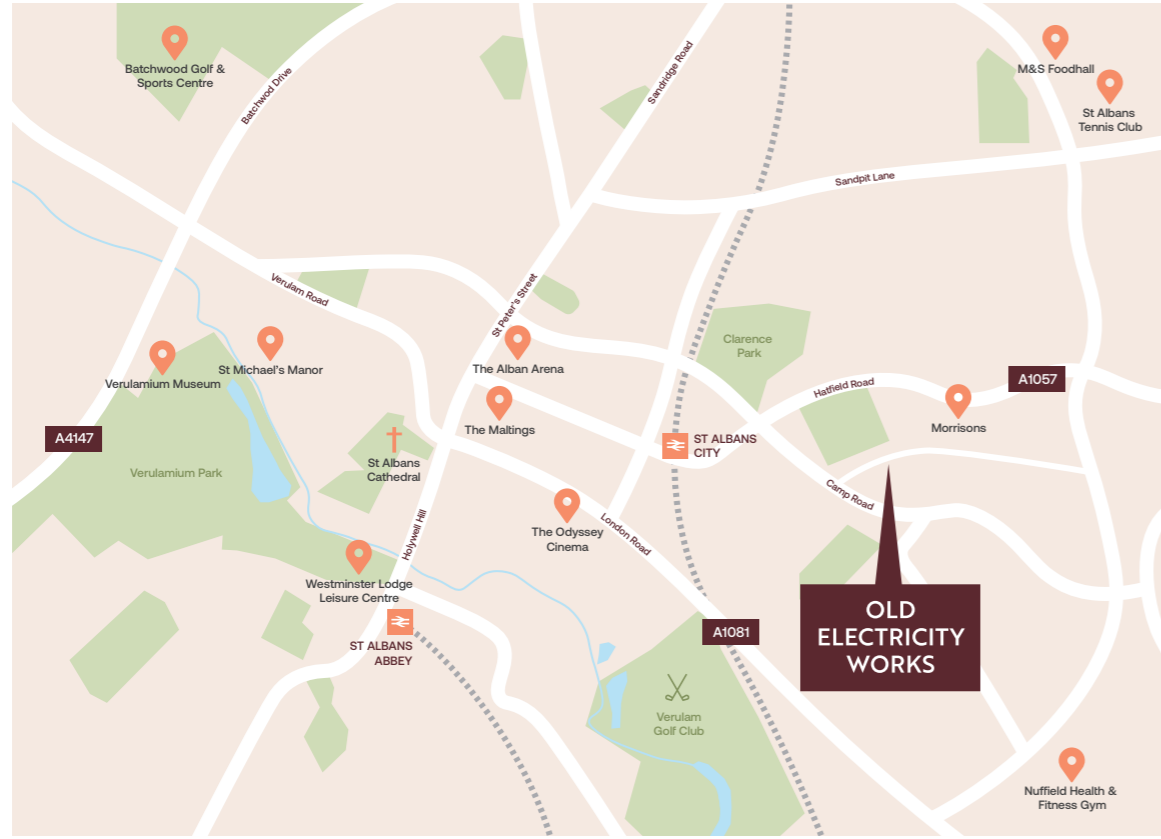 Batchwood Golf &
Sports Centre
Batchwod Drive
Sandridge Road
M&S Foodhall
St Albans
Tennis Club
Sandpit Lane
Verulam Road
St Peter's Street
Clarence
Park
Verulamium Museum
St Michael's Manor
The Alban Arena
Hatfield Road
A1057
A4147
The Maltings
Morrisons
ST ALBANS
CITY
St Albans
Cathedral
Verulamium Park
Camp Road
Holywell Hill
The Odyssey
Cinema
London Road
Westminster Lodge
Leisure Centre
OLD
ELECTRICITY
WORKS
A1081
ST ALBANS
ABBEY
Verulam
Golf Club
Nuffield Health &
Fitness Gym